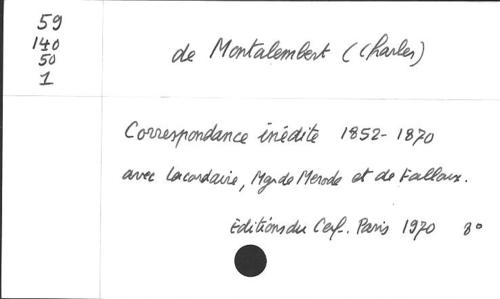 59
140
50
1
de Montalembert (Charles)
Correspondance inédite 1852-1870
avec Lacordaire, Mgr de Merode et de Falloux.
Editions du Cerf. Paris 1970 8°